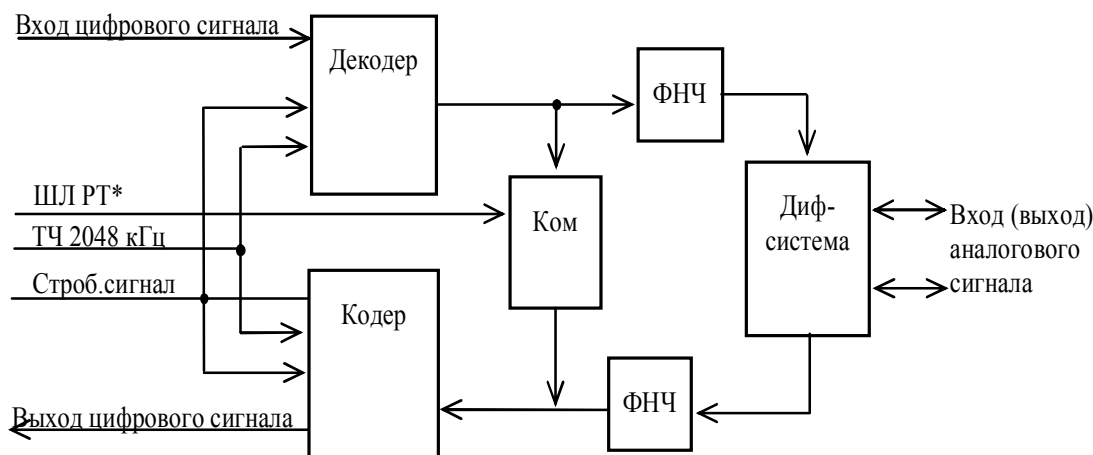 Вход цифрового сигнала
Декодер
ФНЧ
ШЛ РТ*
Ком
Диф-
система
Вход (выход)
аналогового
сигнала
ТЧ 2048 кГц
Строб.сигнал
Кодер
ФНЧ
Выход цифрового сигнала